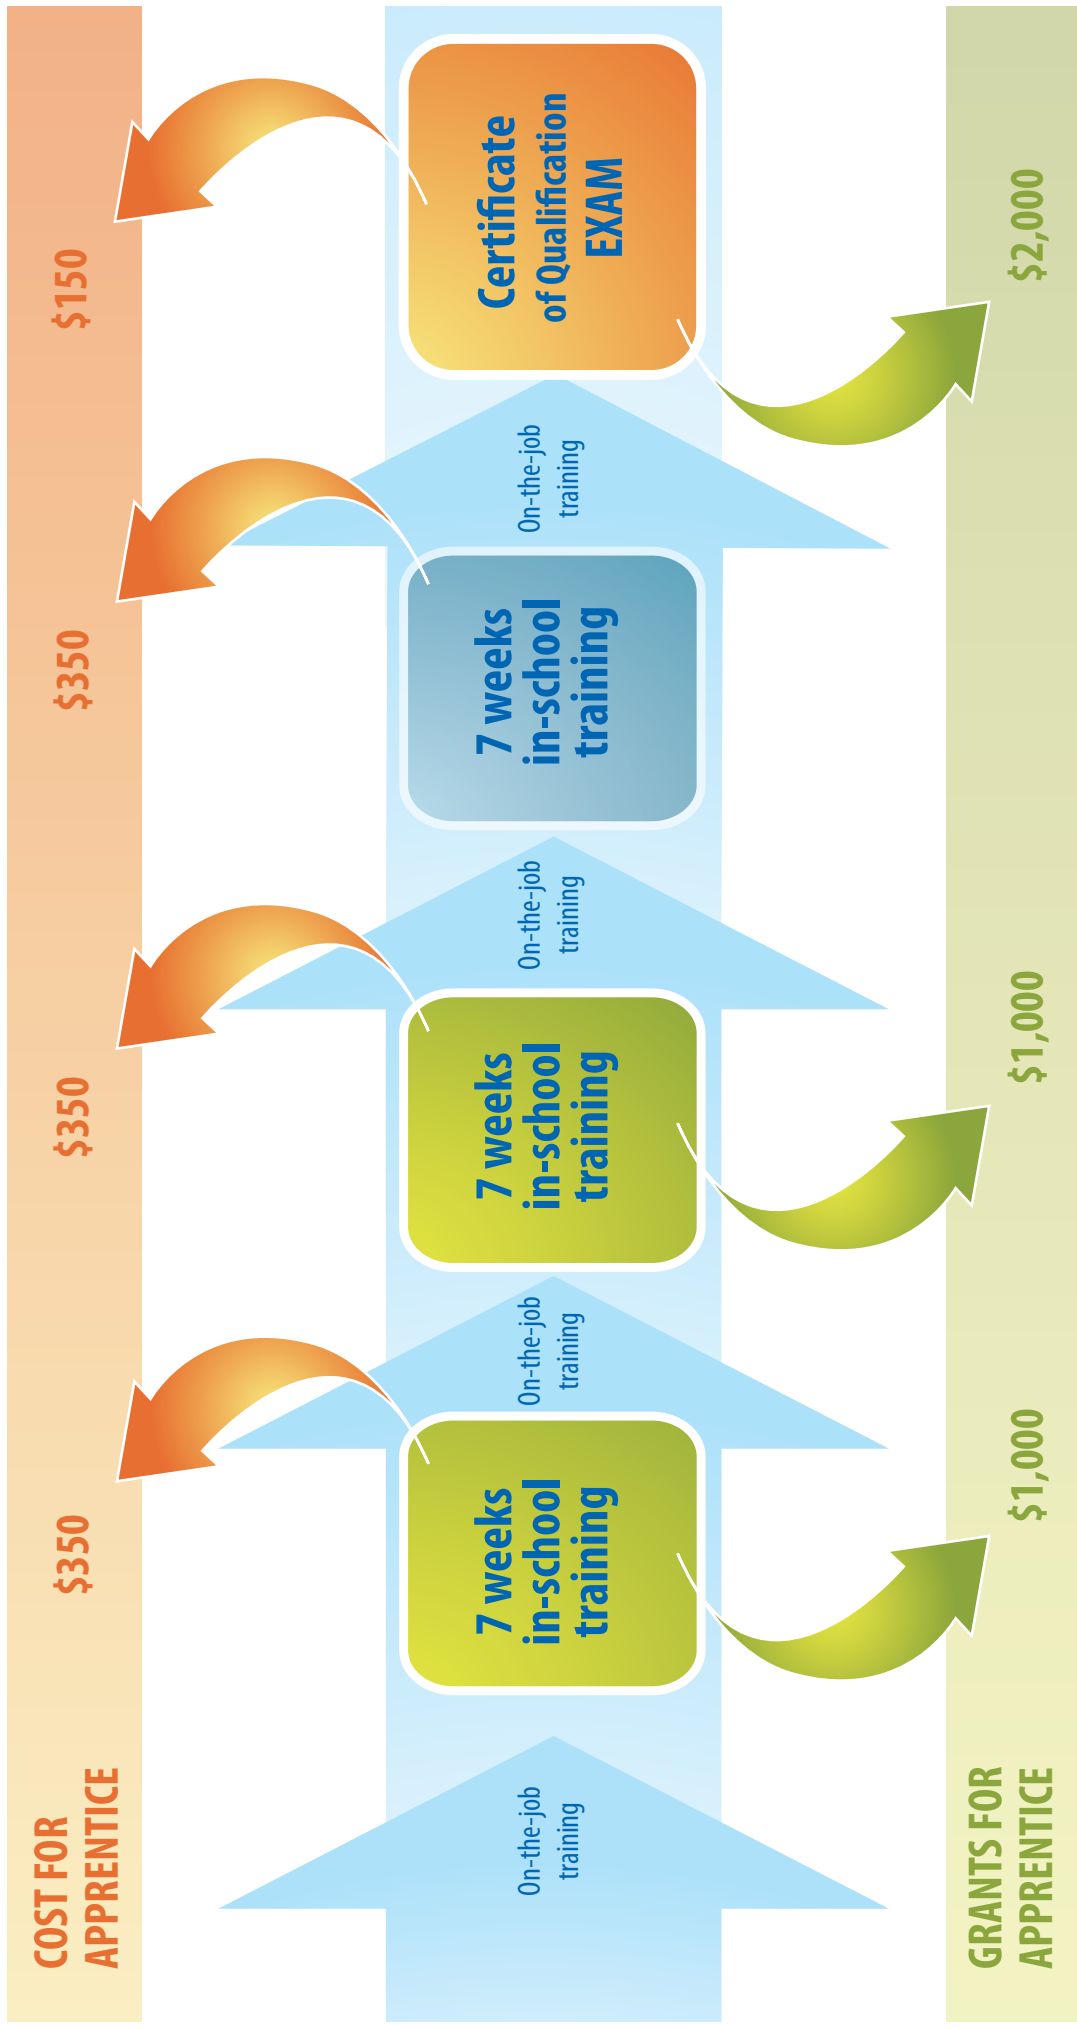 COST FOR
APPRENTICE
$350
$350
$350
$150
On-the-job
training
7 weeks
in-school
training
On-the-job
training
7 weeks
in-school
training
On-the-job
training
7 weeks
in-school
training
On-the-job
training
Certificate
of Qualification
EXAM
GRANTS FOR
APPRENTICE
$1,000
$1,000
$2,000